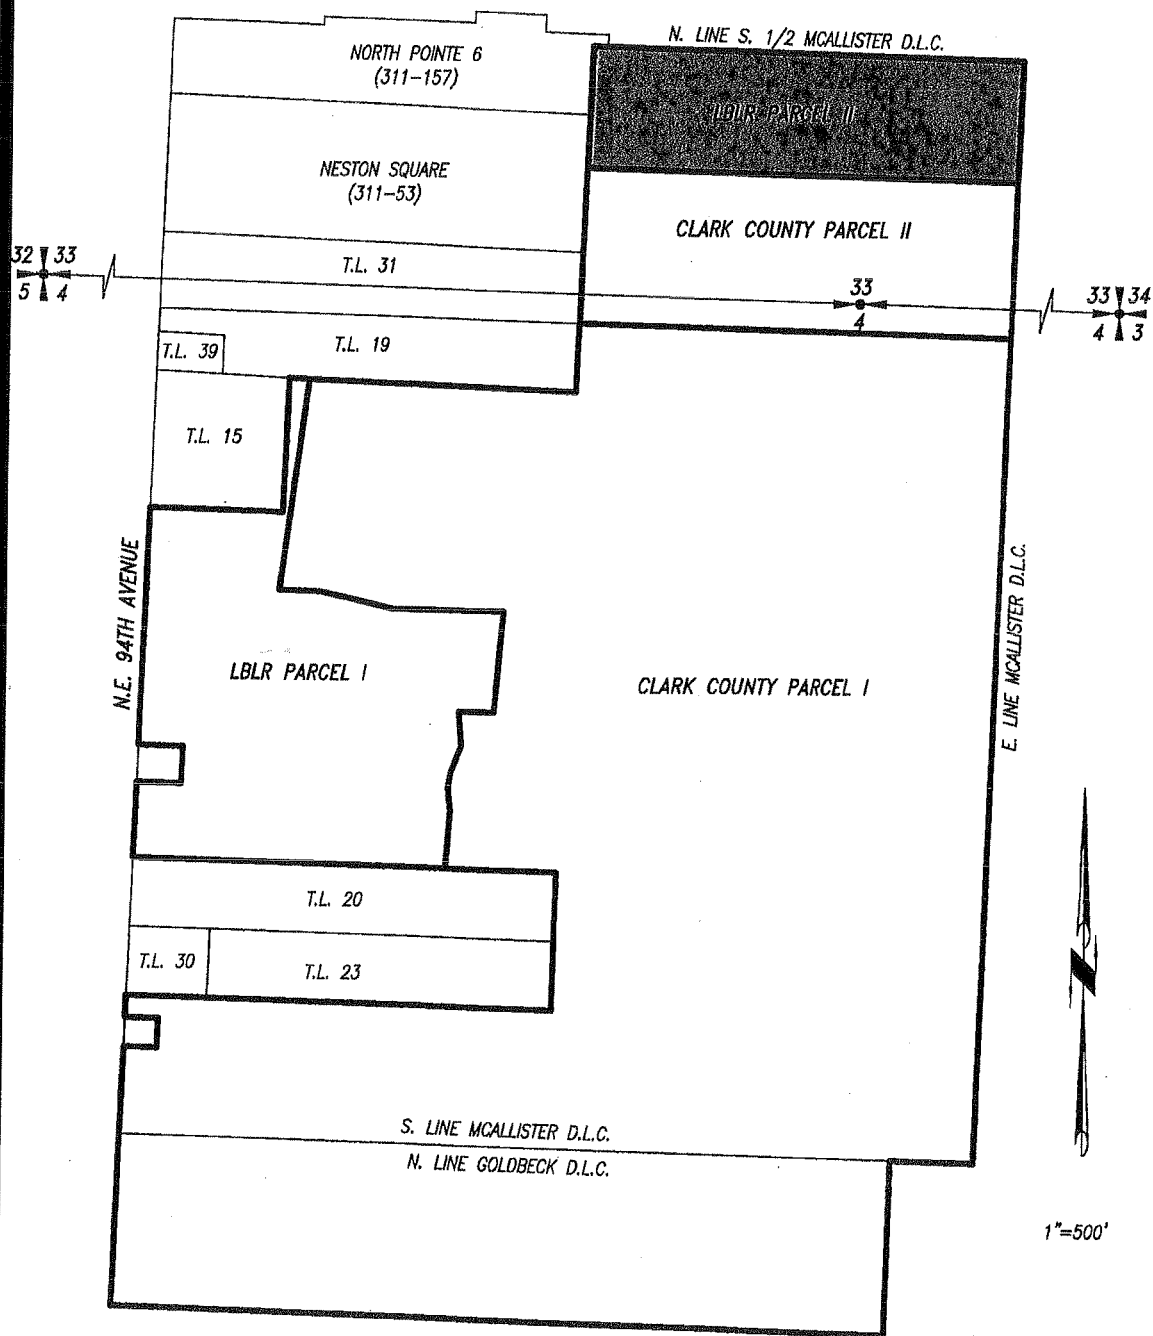 N. LINE S. 1/2 MCALLISTER D.L.C.
NORTH POINTE 6
(311-157)
LBLR PARCEL II
NESTON SQUARE
(311-53)
CLARK COUNTY PARCEL II
32 33
5 4
T.L. 31
33
4
33 34
4 3
T.L. 39
T.L. 19
T.L. 15
N.E. 94TH AVENUE
E. LINE MCALLISTER D.L.C.
LBLR PARCEL I
CLARK COUNTY PARCEL I
T.L. 20
T.L. 30
T.L. 23
S. LINE MCALLISTER D.L.C.
N. LINE GOLDBECK D.L.C.
1"=500'